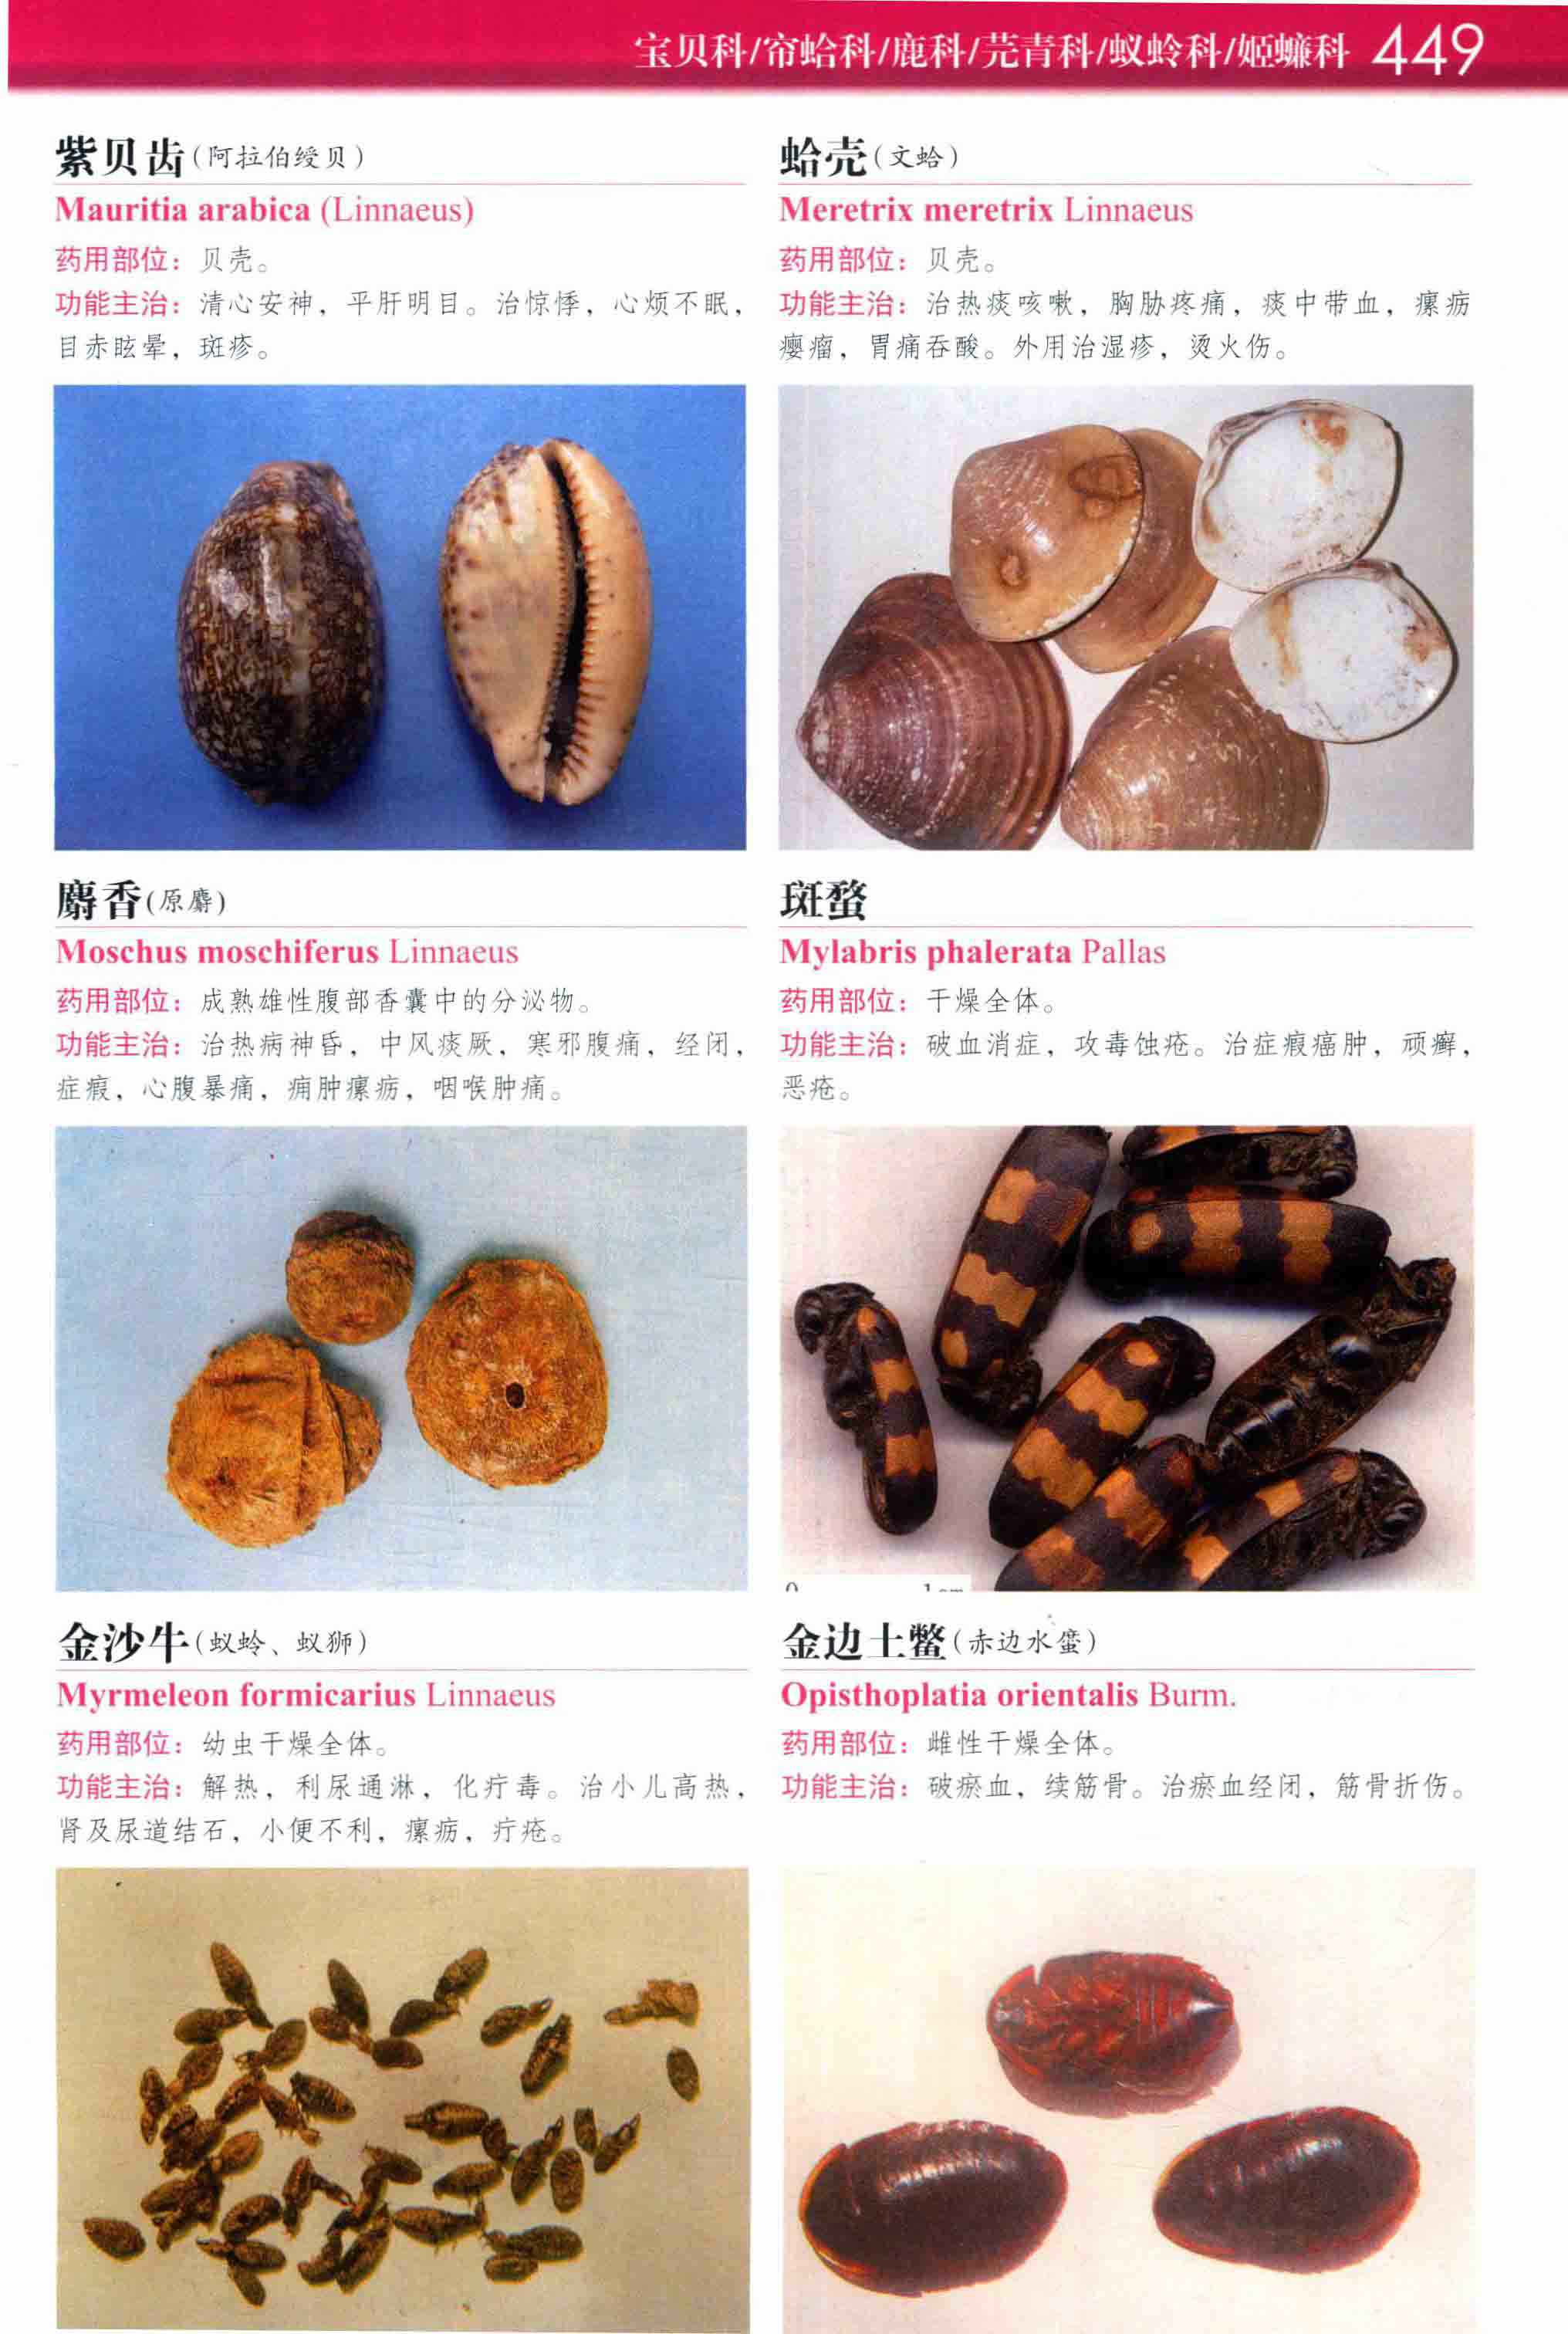 宝贝科/帘蛤科/鹿科/芫青科/蚁蛉科/姬蠊科 449
紫贝齿(阿拉伯绶贝)
Mauritia arabica (Linnaeus)
药用部位：贝壳。
功能主治：清心安神，平肝明目。治惊悸，心烦不眠，
目赤眩晕，斑疹。
蛤壳(文蛤)
Meretrix meretrix Linnaeus
药用部位：贝壳。
功能主治：治热痰咳嗽，胸胁疼痛，痰中带血，瘰疬
瘿瘤，胃痛吞酸。外用治湿疹，烫火伤。
麝香(原麝)
Moschus moschiferus Linnaeus
药用部位：成熟雄性腹部香囊中的分泌物。
功能主治：治热病神昏，中风痰厥，寒邪腹痛，经闭，
症瘕，心腹暴痛，痈肿瘰疬，咽喉肿痛。
斑蝥
Mylabris phalerata Pallas
药用部位：干燥全体。
功能主治：破血消症，攻毒蚀疮。治症瘕癌肿，顽癣，
恶疮。
0 1cm
金沙牛(蚁蛉、蚁狮)
Myrmeleon formicarius Linnaeus
药用部位：幼虫干燥全体。
功能主治：解热，利尿通淋，化疗毒。治小儿高热，
肾及尿道结石，小便不利，瘰疬，疔疮。
金边土鳖(赤边水䗪)
Opisthoplatia orientalis Burm.
药用部位：雌性干燥全体。
功能主治：破瘀血，续筋骨。治瘀血经闭，筋骨折伤。